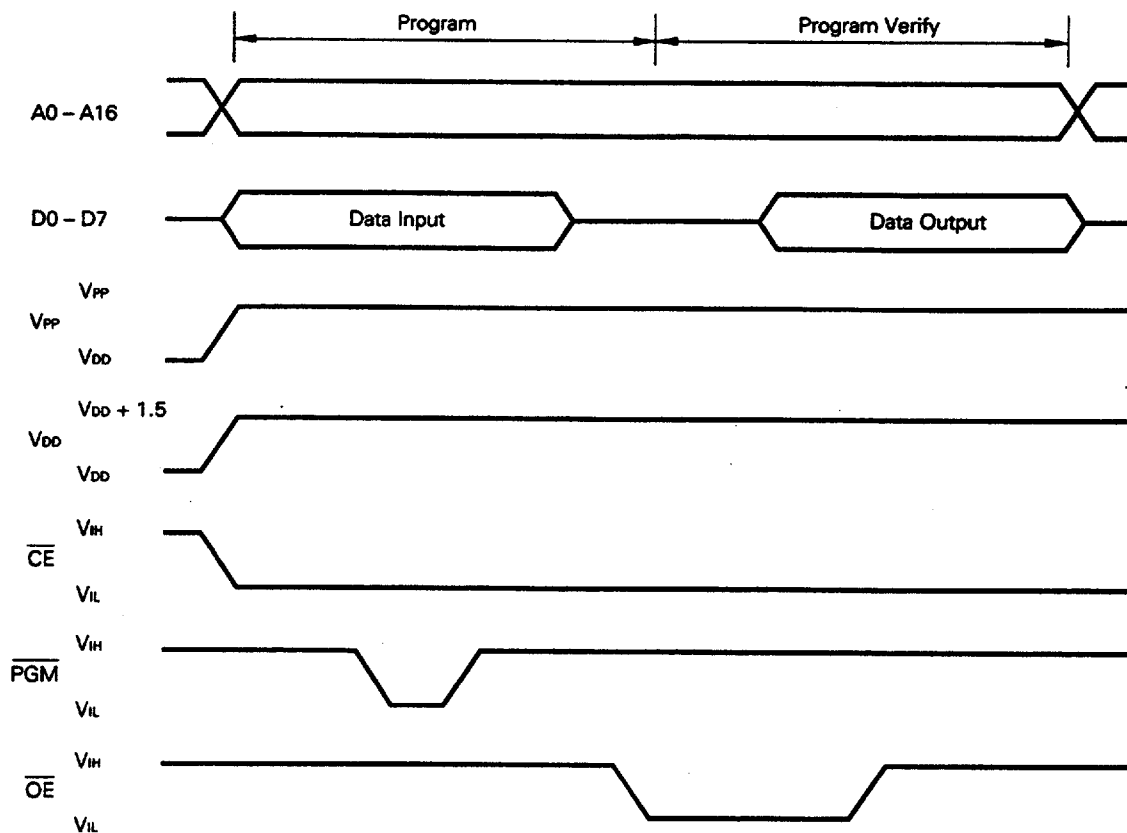 Program
Program Verify
A0 – A16
D0 – D7
Data Input
Data Output
VPP
VPP
VDD
VDD + 1.5
VDD
VDD
VIH
CE
VIL
VIH
PGM
VIL
VIH
OE
VIL